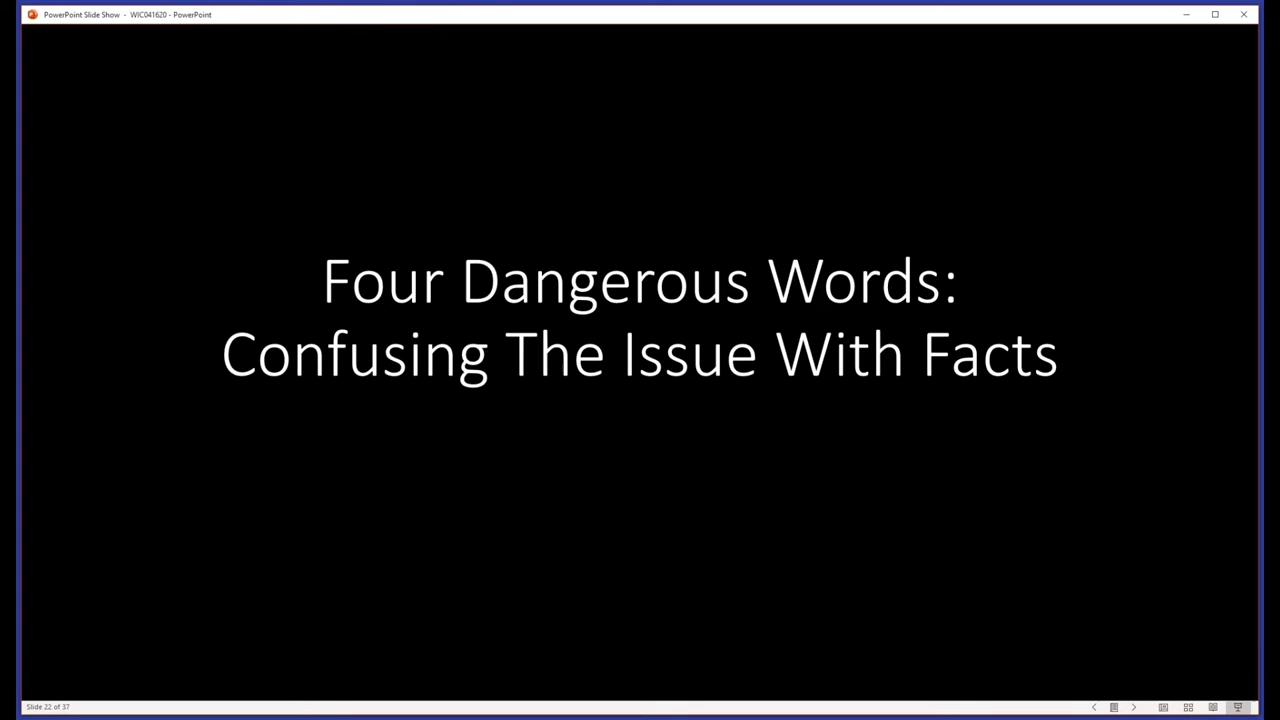 PowerPoint Slide Show - WIC041620 - PowerPoint
Four Dangerous Words:
Confusing The Issue With Facts
Slide 22 of 37